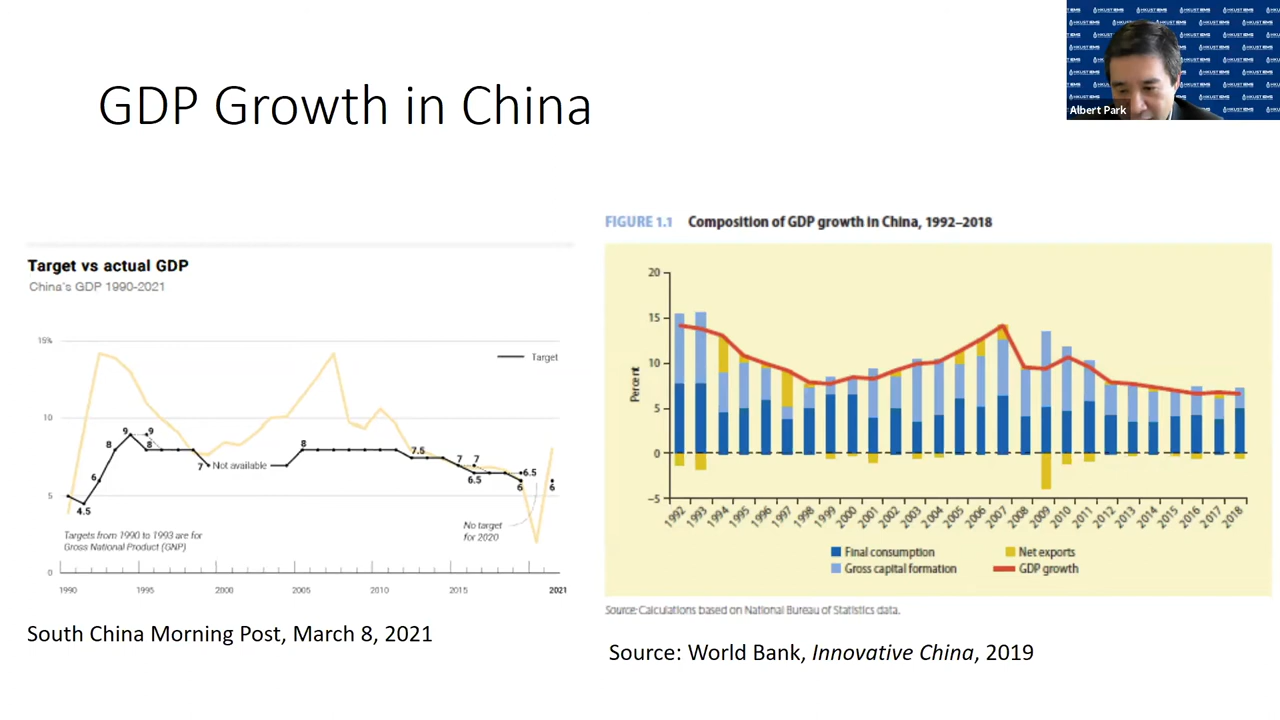 GDP Growth in China
HKUST IEMS
Albert Park
Target vs actual GDP
China's GDP 1990-2021
15%
Target
10
9
9
8
8
8
7.5
7
Not available
7
7
6.5
6.5
6
6
6
5
4.5
Targets from 1990 to 1993 are for
Gross National Product (GNP)
No target
for 2020
0
1990 1995 2000 2005 2010 2015 2021
South China Morning Post, March 8, 2021
FIGURE 1.1 Composition of GDP growth in China, 1992–2018
Percent
20
15
10
5
0
–5
1992 1993 1994 1995 1996 1997 1998 1999 2000 2001 2002 2003 2004 2005 2006 2007 2008 2009 2010 2011 2012 2013 2014 2015 2016 2017 2018
Final consumption Net exports
Gross capital formation GDP growth
Source: Calculations based on National Bureau of Statistics data.
Source: World Bank, Innovative China, 2019